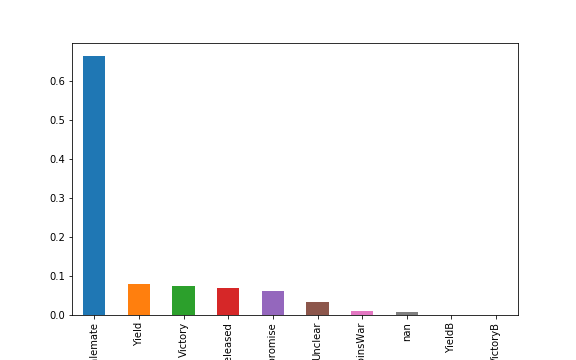 0.6
0.5
0.4
0.3
0.2
0.1
0.0
lemate
Yield
Victory
eleased
romise
Unclear
insWar
nan
YieldB
ictoryB